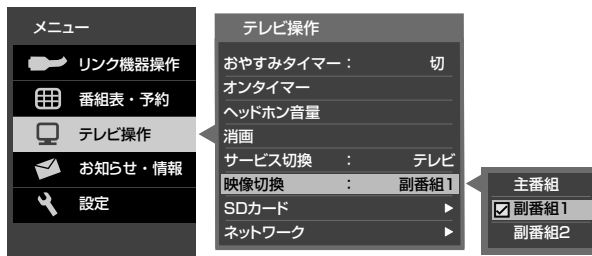 メニュー
リンク機器操作
番組表・予約
テレビ操作
お知らせ・情報
設定
テレビ操作
おやすみタイマー： 切
オンタイマー
ヘッドホン音量
消画
サービス切換 ： テレビ
映像切換 ： 副番組1
SDカード
ネットワーク
主番組
副番組1
副番組2